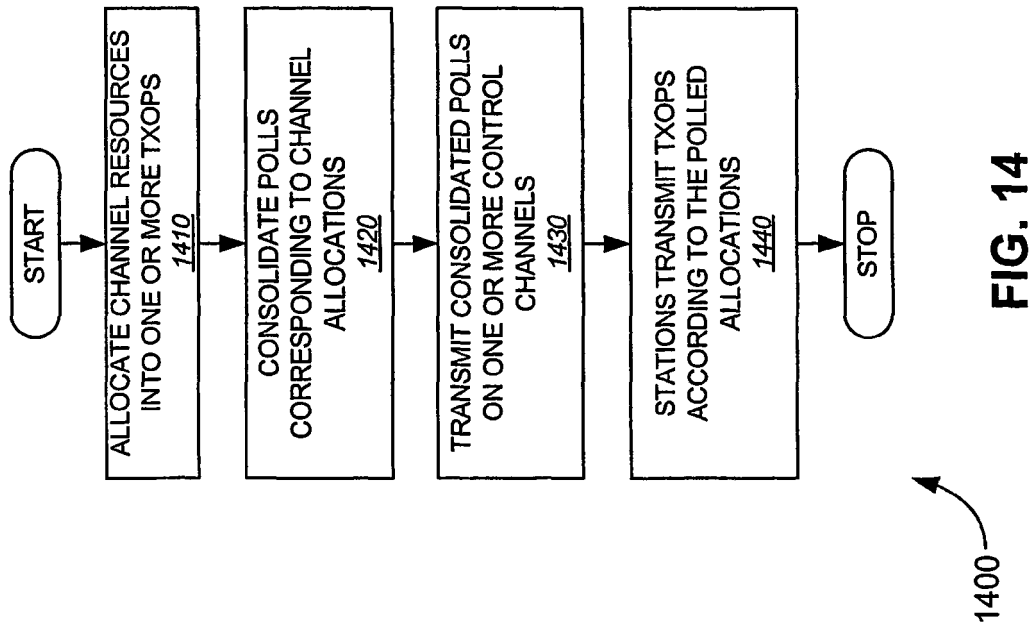 START
ALLOCATE CHANNEL RESOURCES
INTO ONE OR MORE TXOPS
1410
CONSOLIDATE POLLS
CORRESPONDING TO CHANNEL
ALLOCATIONS
1420
TRANSMIT CONSOLIDATED POLLS
ON ONE OR MORE CONTROL
CHANNELS
1430
STATIONS TRANSMIT TXOPS
ACCORDING TO THE POLLED
ALLOCATIONS
1440
STOP
1400
FIG. 14